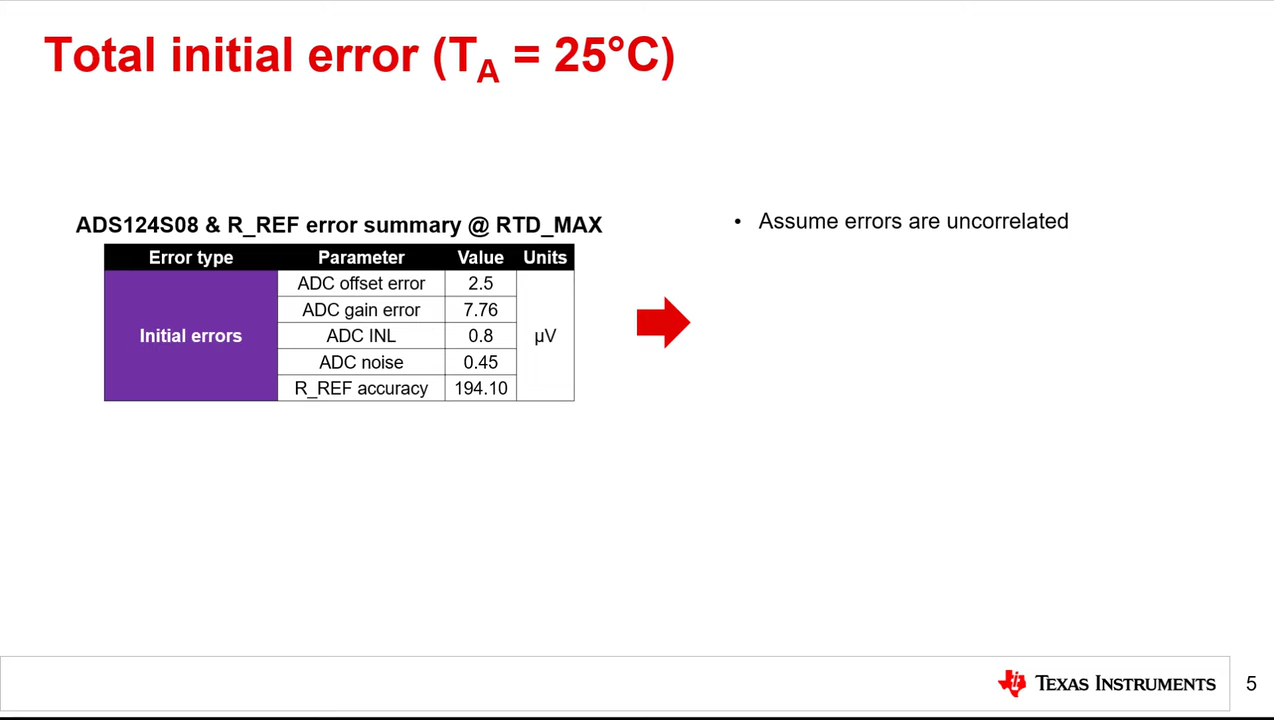 Total initial error (TA = 25°C)
ADS124S08 & R_REF error summary @ RTD_MAX
Error type Parameter Value Units
Initial errors
ADC offset error 2.5
ADC gain error 7.76
ADC INL 0.8
ADC noise 0.45
R_REF accuracy 194.10
µV
• Assume errors are uncorrelated
TEXAS INSTRUMENTS
5